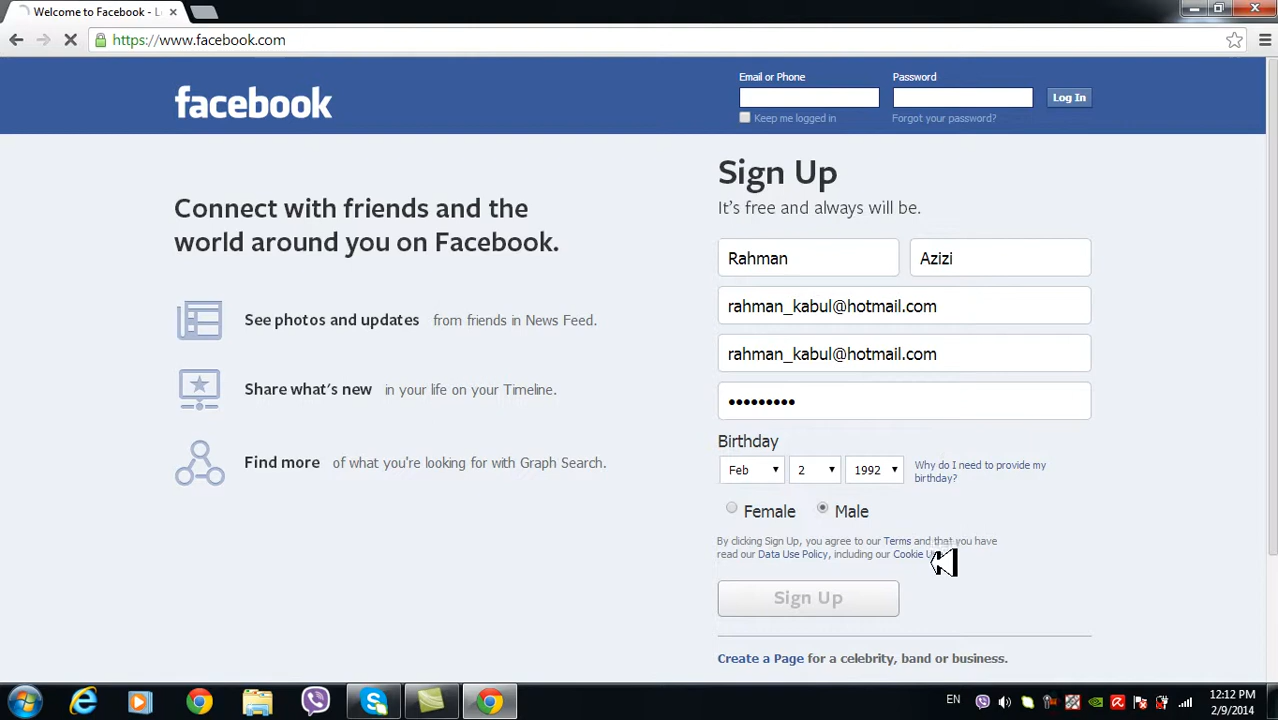 Welcome to Facebook - L
https://www.facebook.com
Email or Phone
Password
Log In
Keep me logged in
Forgot your password?
facebook
Sign Up
It's free and always will be.
Connect with friends and the
world around you on Facebook.
Rahman
Azizi
rahman_kabul@hotmail.com
rahman_kabul@hotmail.com
•••••••••
See photos and updates from friends in News Feed.
Share what's new in your life on your Timeline.
Find more of what you're looking for with Graph Search.
Birthday
Feb 2 1992
Why do I need to provide my
birthday?
Female Male
By clicking Sign Up, you agree to our Terms and that you have
read our Data Use Policy, including our Cookie
Sign Up
Create a Page for a celebrity, band or business.
EN
12:12 PM
2/9/2014